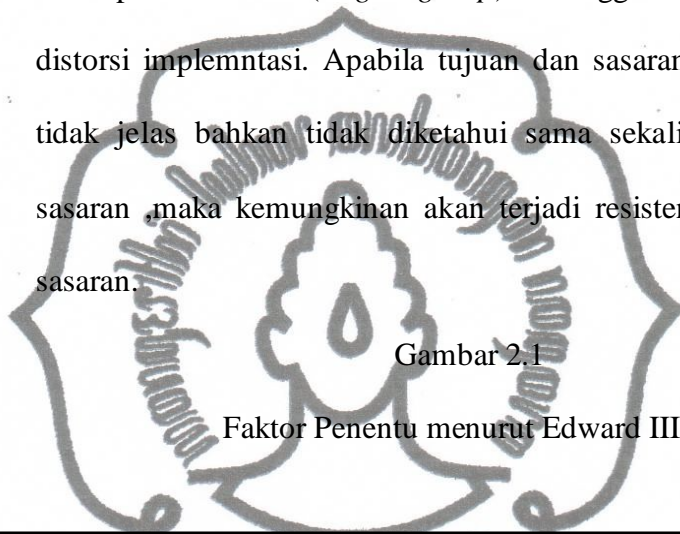 distorsi implemntasi. Apabila tujuan dan sasaran
tidak jelas bahkan tidak diketahui sama sekali
sasaran ,maka kemungkinan akan terjadi resisten
sasaran.
Gambar 2.1
Faktor Penentu menurut Edward III